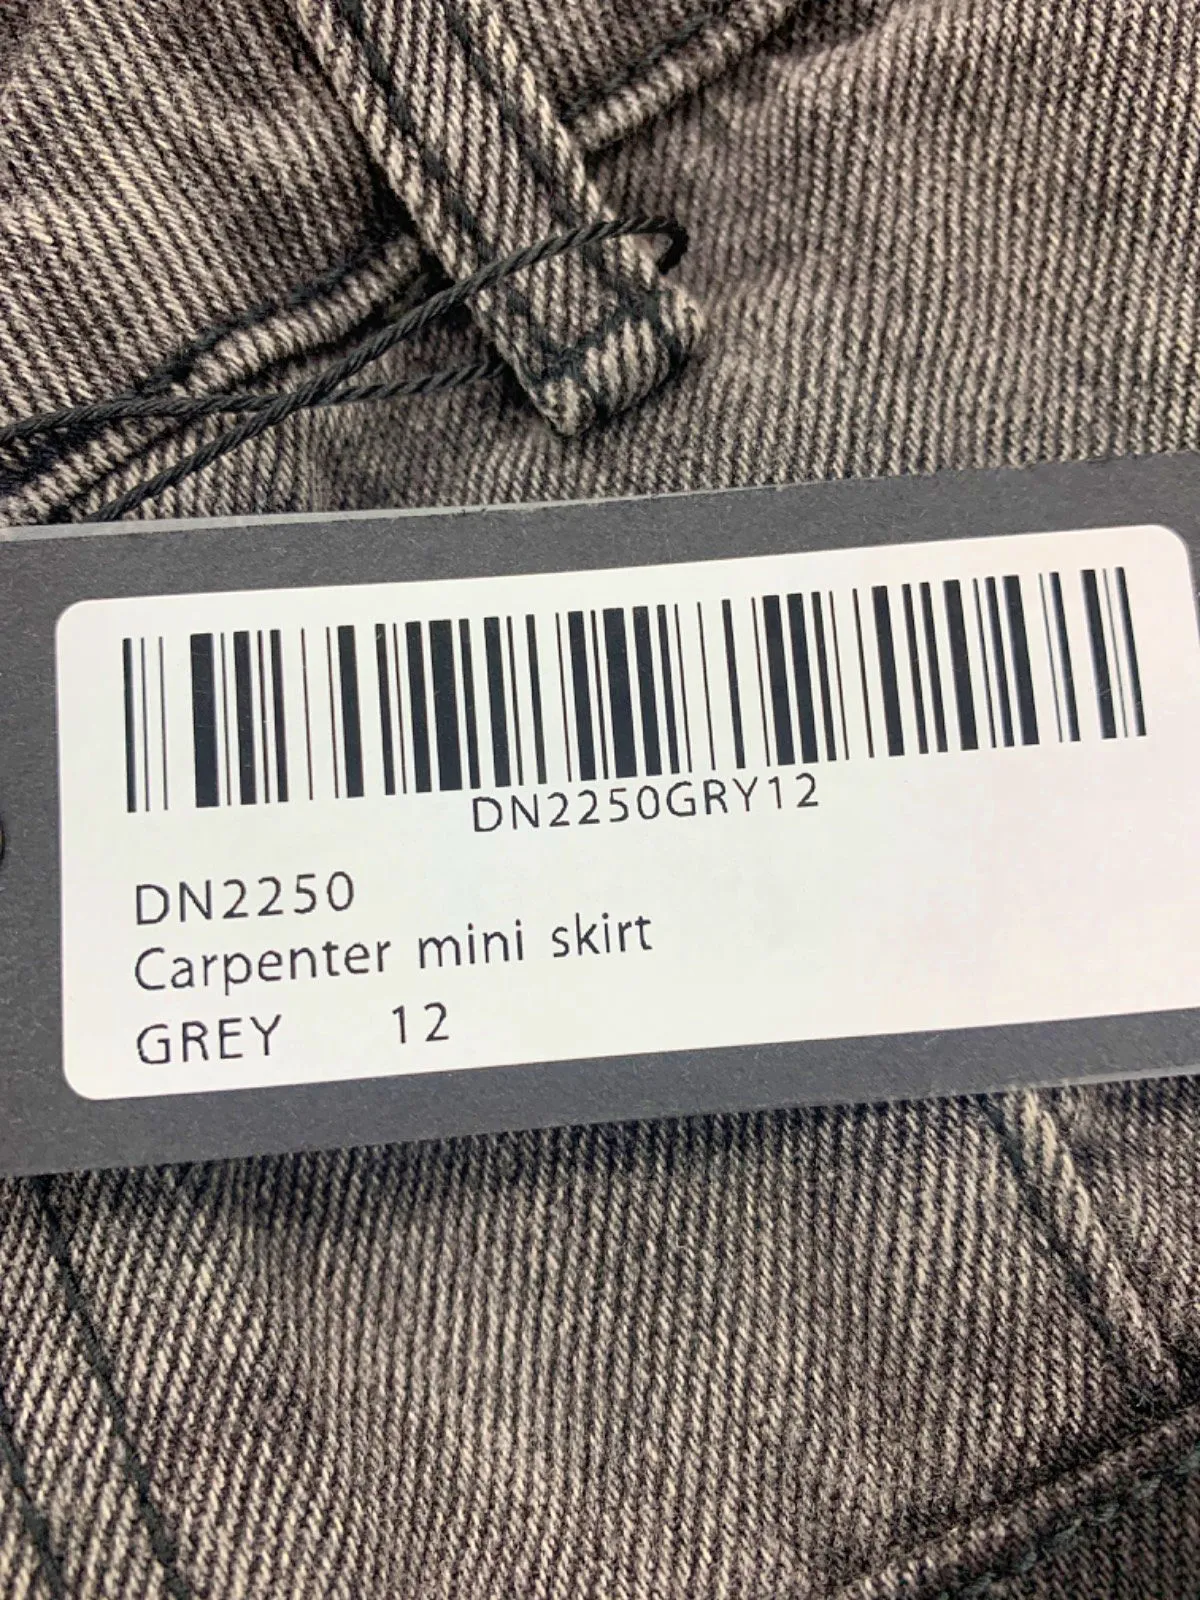 DN2250GRY12
DN2250
Carpenter mini skirt
GREY 12